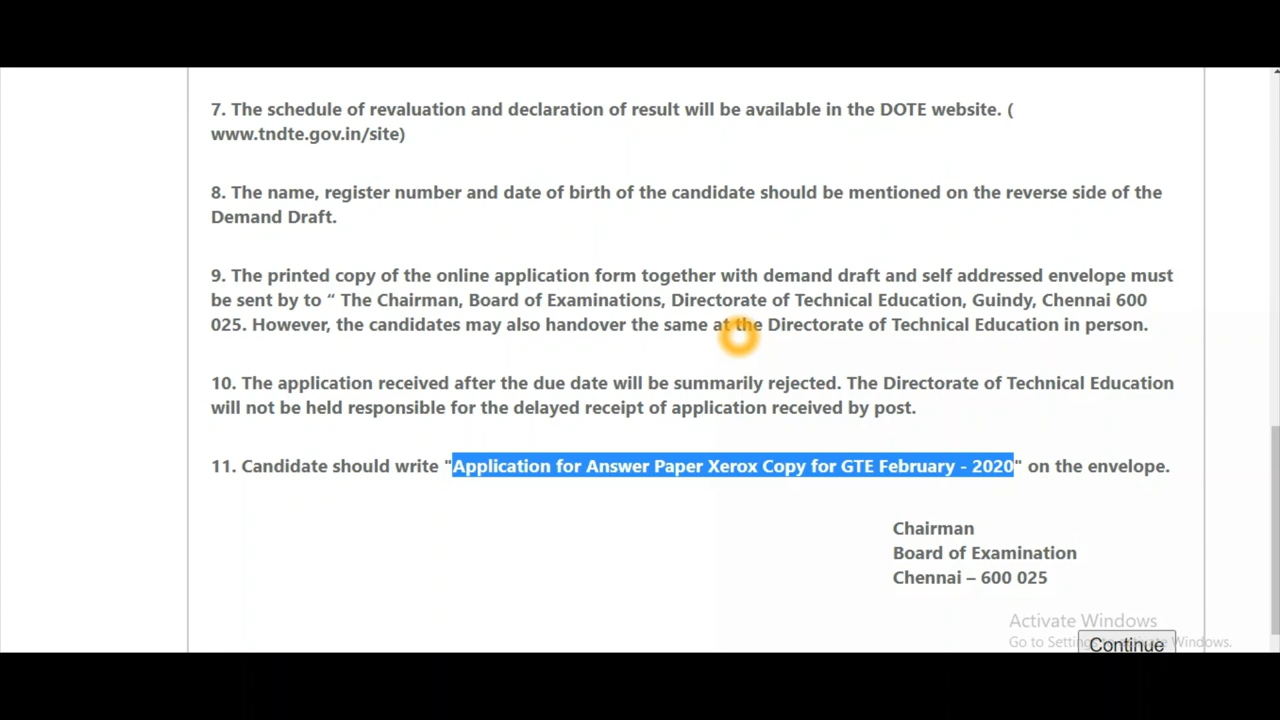 7. The schedule of revaluation and declaration of result will be available in the DOTE website. (
www.tndte.gov.in/site)
8. The name, register number and date of birth of the candidate should be mentioned on the reverse side of the
Demand Draft.
9. The printed copy of the online application form together with demand draft and self addressed envelope must
be sent by to “ The Chairman, Board of Examinations, Directorate of Technical Education, Guindy, Chennai 600
025. However, the candidates may also handover the same at the Directorate of Technical Education in person.
10. The application received after the due date will be summarily rejected. The Directorate of Technical Education
will not be held responsible for the delayed receipt of application received by post.
11. Candidate should write "Application for Answer Paper Xerox Copy for GTE February - 2020" on the envelope.
Chairman
Board of Examination
Chennai – 600 025
Activate Windows
Go to Settings to activate Windows.
Continue